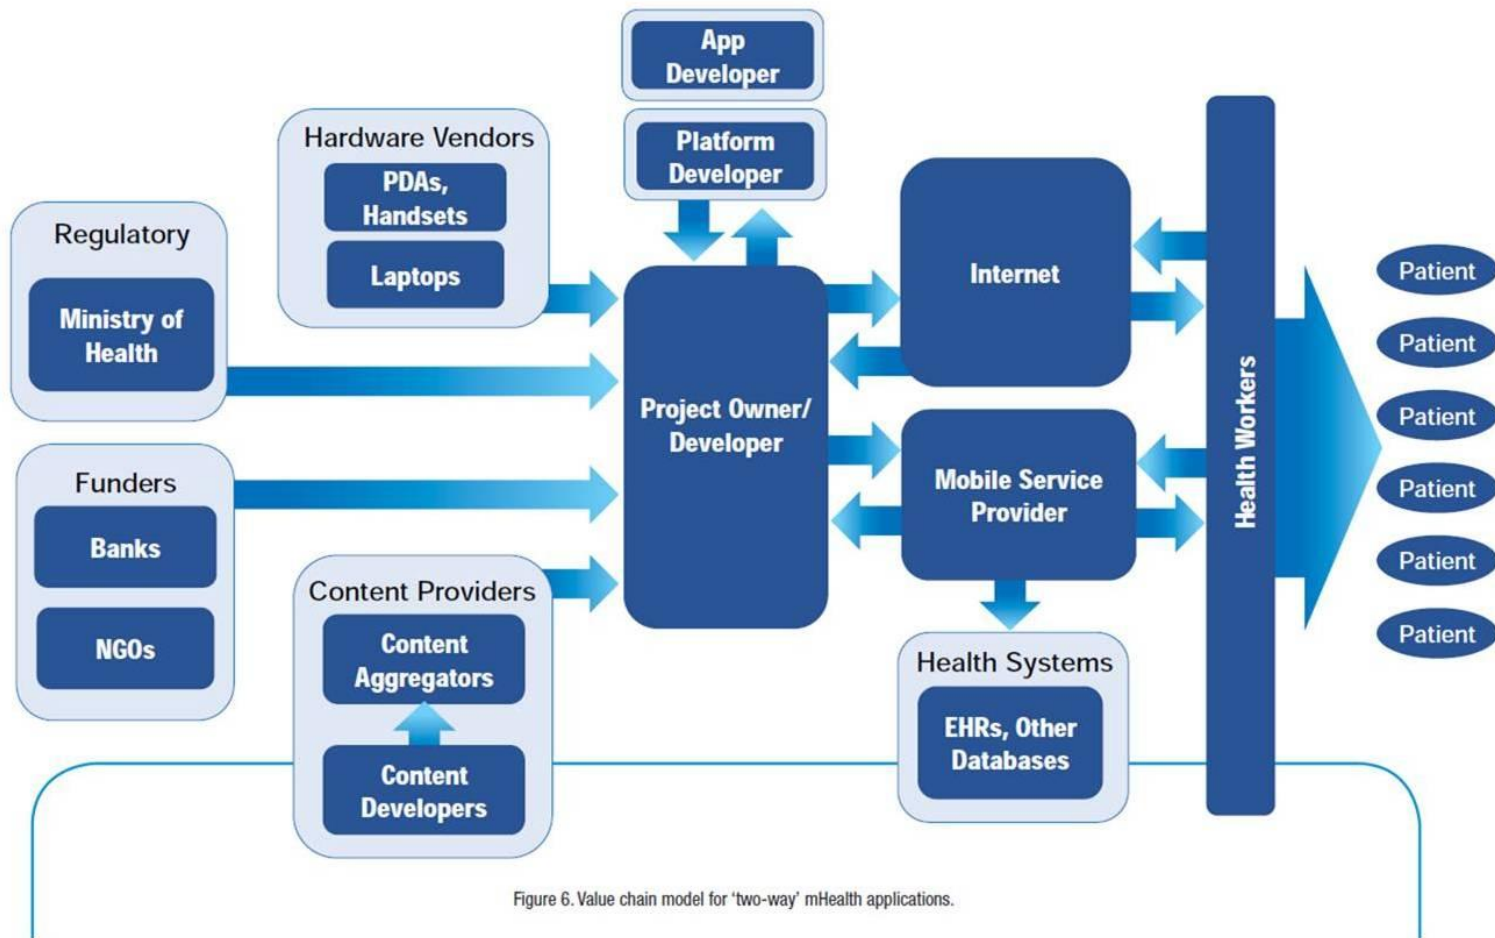 App
Developer
Platform
Developer
Hardware Vendors
PDAs,
Handsets
Laptops
Regulatory
Ministry of
Health
Funders
Banks
NGOs
Content Providers
Content
Aggregators
Content
Developers
Project Owner/
Developer
Internet
Mobile Service
Provider
Health Systems
EHRs, Other
Databases
Health Workers
Patient
Patient
Patient
Patient
Patient
Patient
Figure 6. Value chain model for ‘two-way’ mHealth applications.